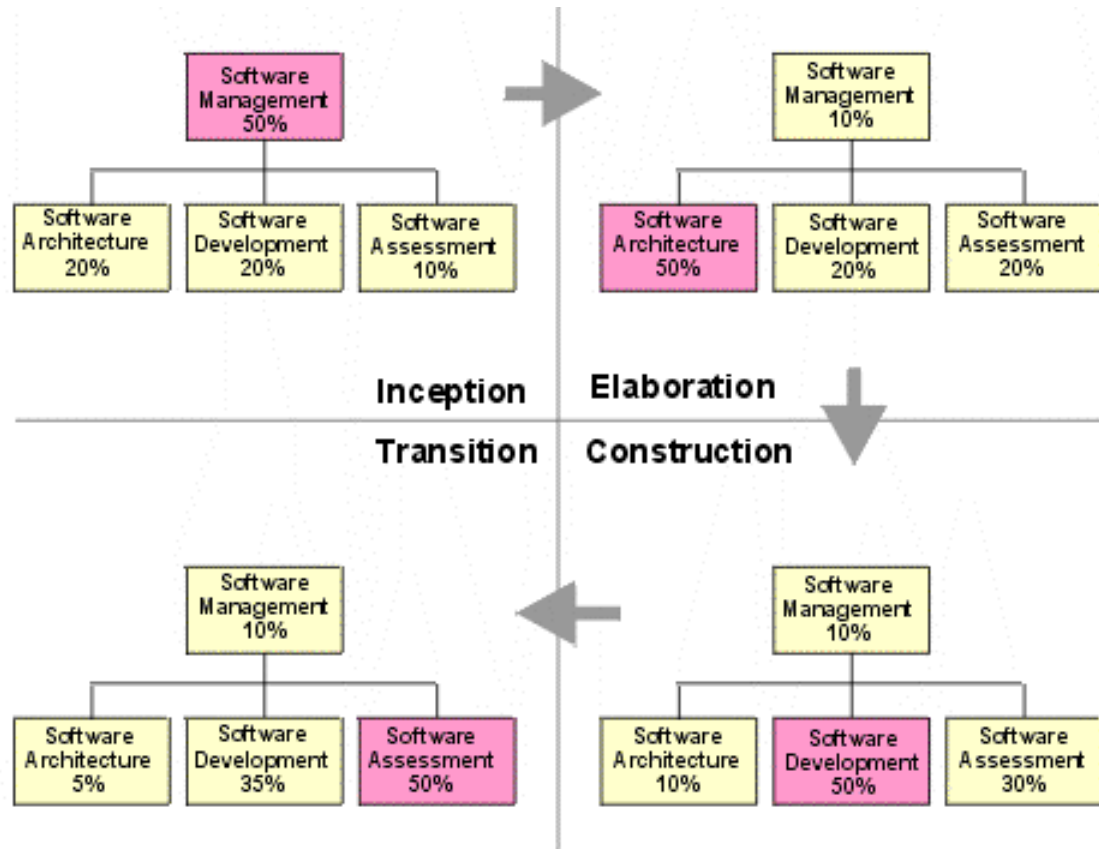 Software
Management
50%
Software
Architecture
20%
Software
Development
20%
Software
Assessment
10%
Inception
Software
Management
10%
Software
Architecture
50%
Software
Development
20%
Software
Assessment
20%
Elaboration
Transition
Software
Management
10%
Software
Architecture
5%
Software
Development
35%
Software
Assessment
50%
Construction
Software
Management
10%
Software
Architecture
10%
Software
Development
50%
Software
Assessment
30%